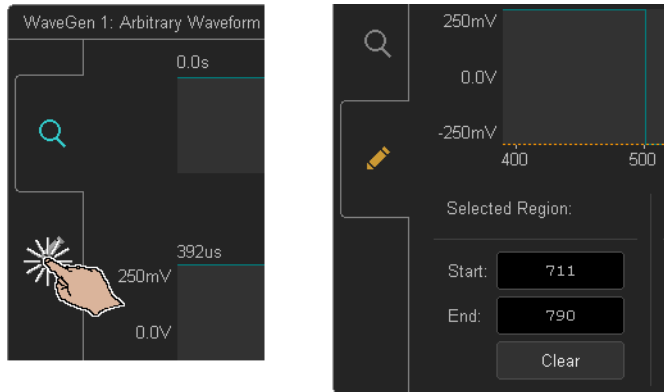 WaveGen 1: Arbitrary Waveform
0.0s
392us
250mV
0.0V
250mV
0.0V
-250mV
400 500
Selected Region:
Start: 711
End: 790
Clear